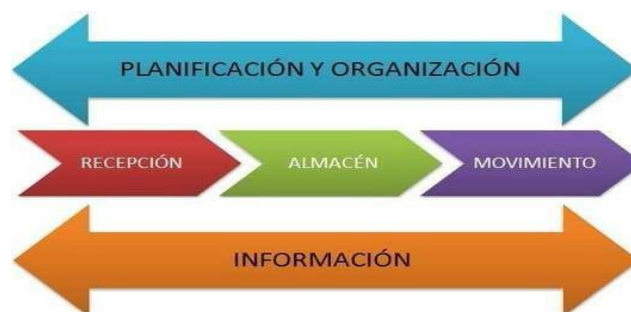 PLANIFICACIÓN Y ORGANIZACIÓN
RECEPCIÓN
ALMACÉN
MOVIMIENTO
INFORMACIÓN